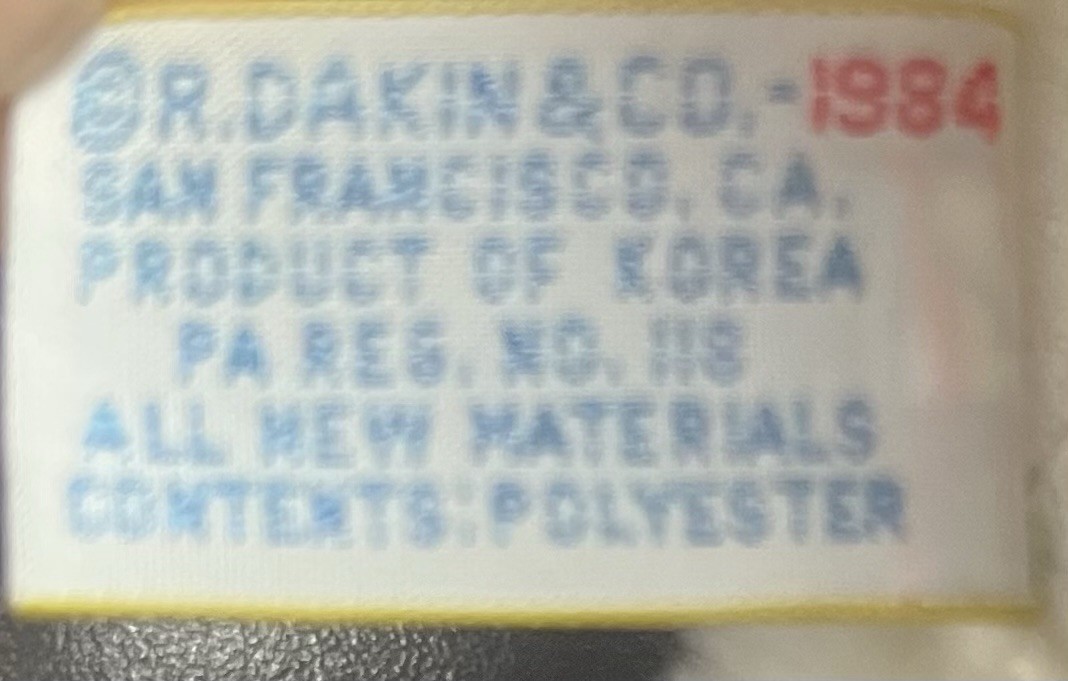 ©R.DAKIN&CO.-1984
SAN FRANCISCO, CA.
PRODUCT OF KOREA
PA REG. NO. 118
ALL NEW MATERIALS
CONTENTS:POLYESTER